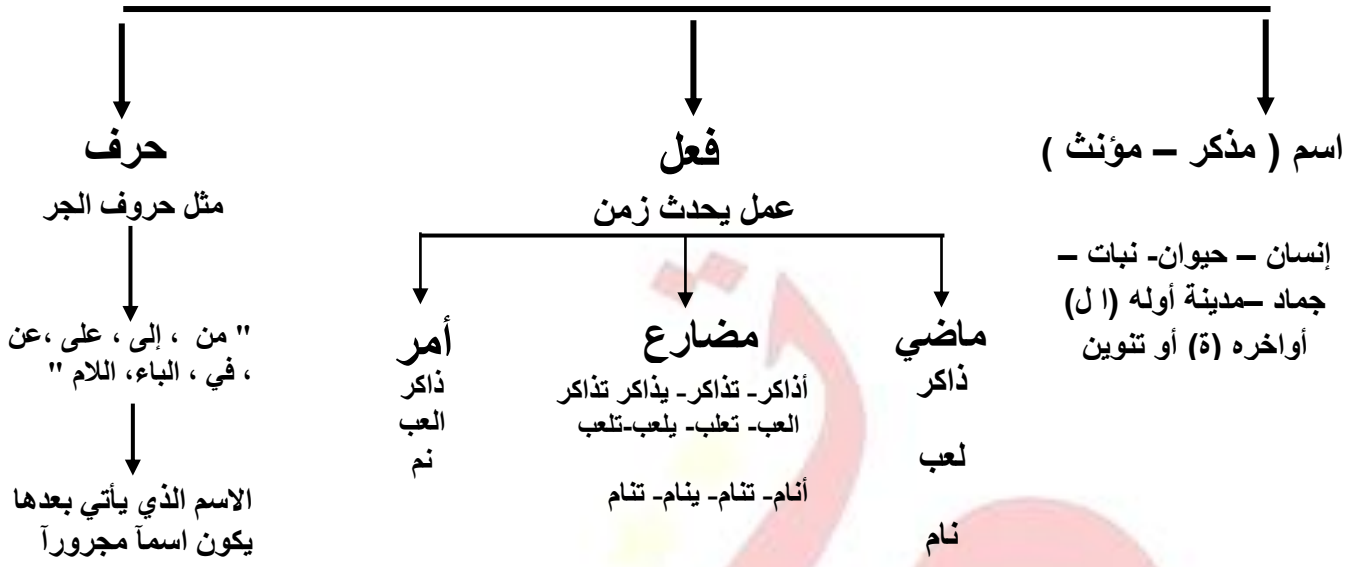 اسم ( مذكر – مؤنث )
إنسان – حيوان- نبات –
جماد –مدينة أوله (ا ل)
أواخره (ة) أو تنوين
فعل
عمل يحدث زمن
ماضي
ذاكر
لعب
نام
مضارع
أذاكر- تذاكر- يذاكر تذاكر
العب- تعلب- يلعب-تلعب
أنام- تنام- ينام- تنام
أمر
ذاكر
العب
نم
حرف
مثل حروف الجر
" من ، إلى ، على ،عن
، في ، الباء، اللام "
الاسم الذي يأتي بعدها
يكون اسمآ مجرورآ